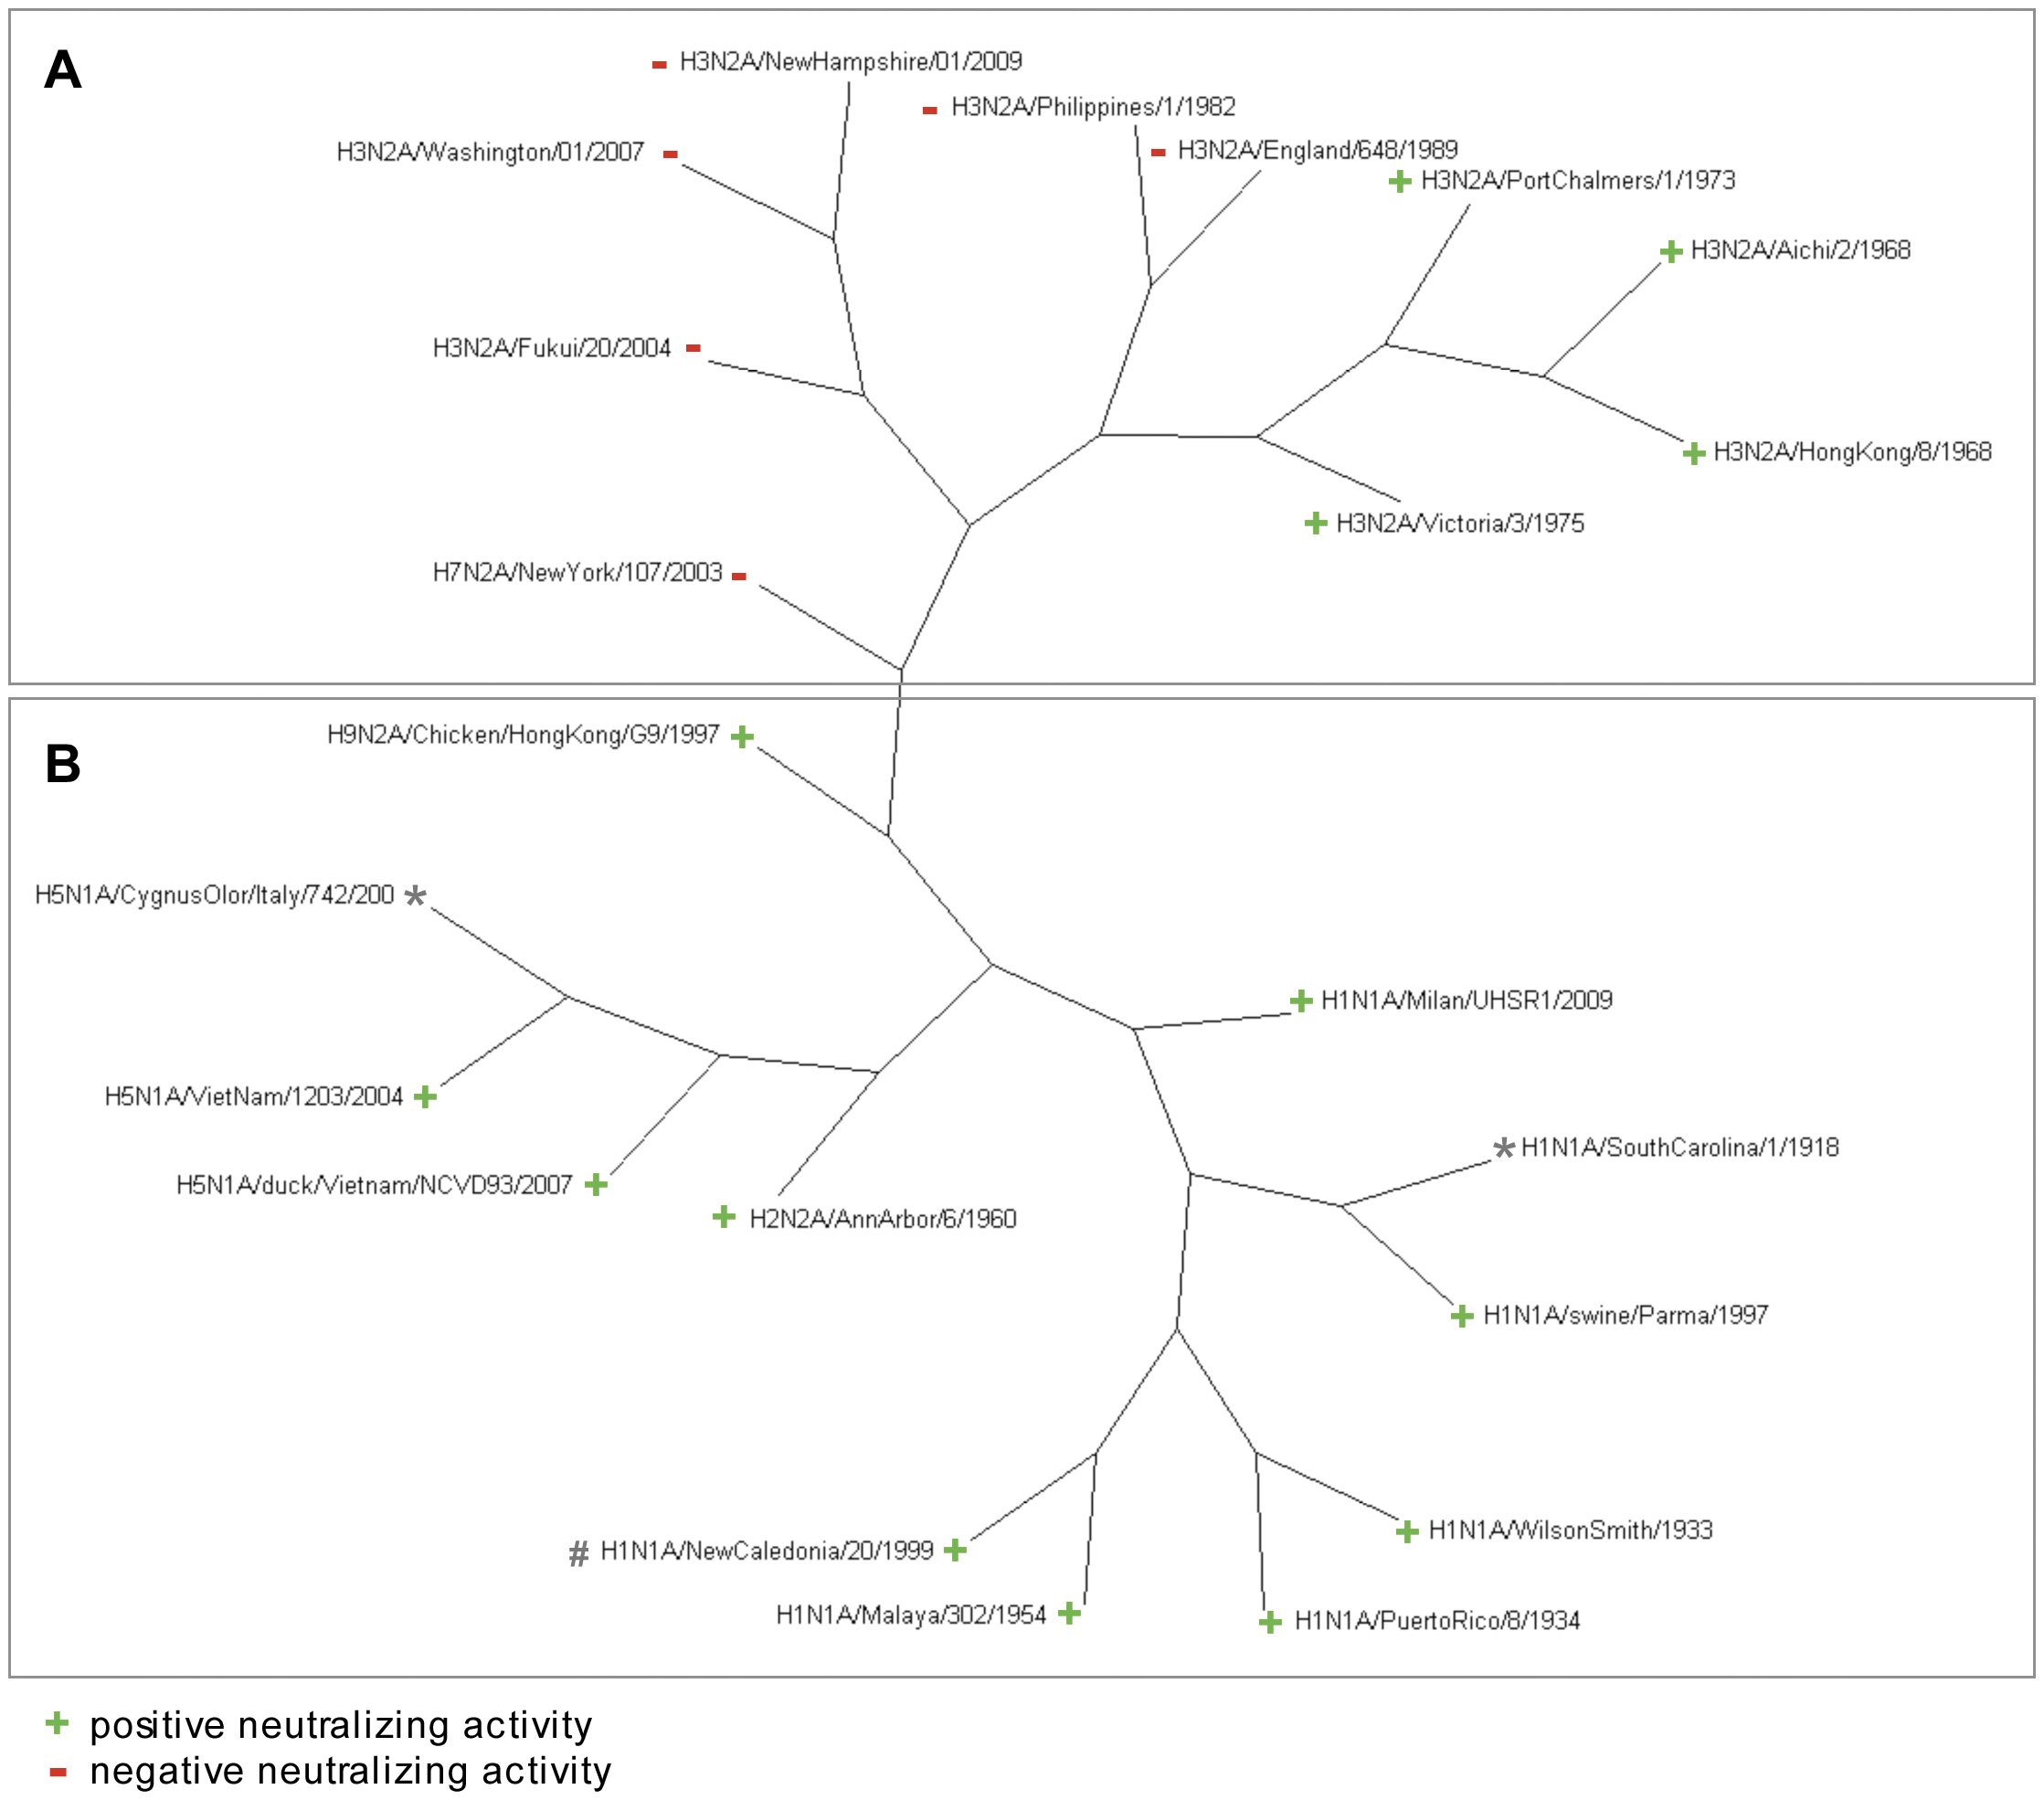 A
- H3N2A/NewHampshire/01/2009
- H3N2A/Philippines/1/1982
H3N2A/Washington/01/2007 -
- H3N2A/England/648/1989
+ H3N2A/PortChalmers/1/1973
+ H3N2A/Aichi/2/1968
H3N2A/Fukui/20/2004 -
+ H3N2A/HongKong/8/1968
+ H3N2A/Victoria/3/1975
H7N2A/NewYork/107/2003 -
B
H9N2A/Chicken/HongKong/G9/1997 +
H5N1A/CygnusOlor/Italy/742/200 *
+ H1N1A/Milan/UHSR1/2009
H5N1A/VietNam/1203/2004 +
* H1N1A/SouthCarolina/1/1918
H5N1A/duck/Vietnam/NCVD93/2007 +
+ H2N2A/AnnArbor/6/1960
+ H1N1A/swine/Parma/1997
+ H1N1A/WilsonSmith/1933
# H1N1A/NewCaledonia/20/1999 +
H1N1A/Malaya/302/1954 +
+ H1N1A/PuertoRico/8/1934
+ positive neutralizing activity
- negative neutralizing activity